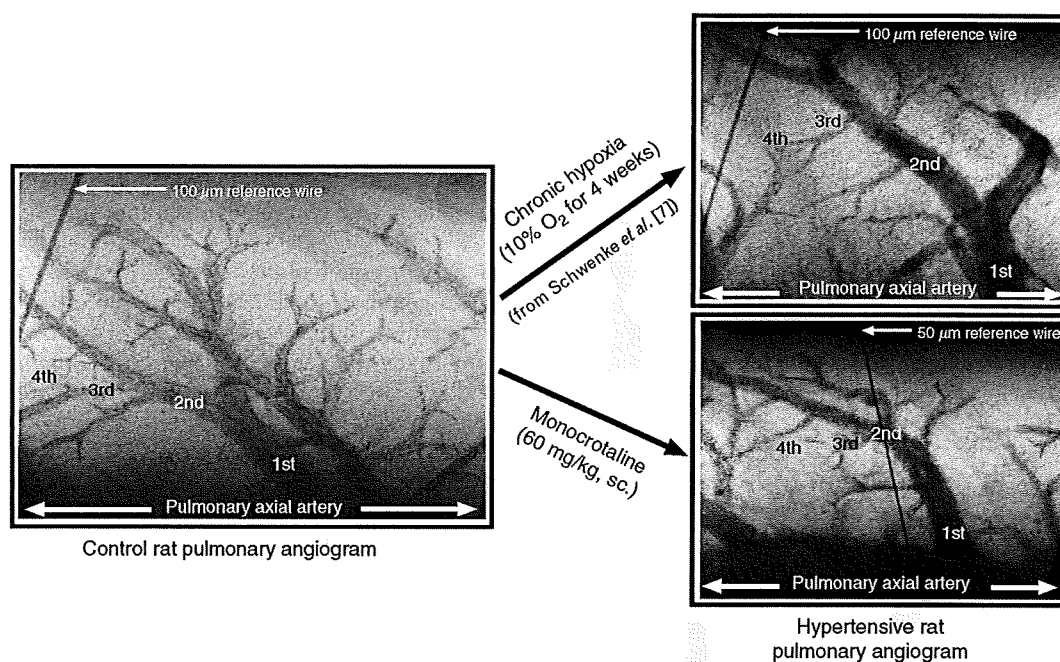 100 µm reference wire
4th
3rd
2nd
1st
Pulmonary axial artery
Control rat pulmonary angiogram
Chronic hypoxia
(10% O₂ for 4 weeks)
(from Schwenke et al. [7])
Monocrotaline
(60 mg/kg, sc.)
100 µm reference wire
3rd
4th
2nd
1st
Pulmonary axial artery
50 µm reference wire
2nd
4th
3rd
1st
Pulmonary axial artery
Hypertensive rat
pulmonary angiogram